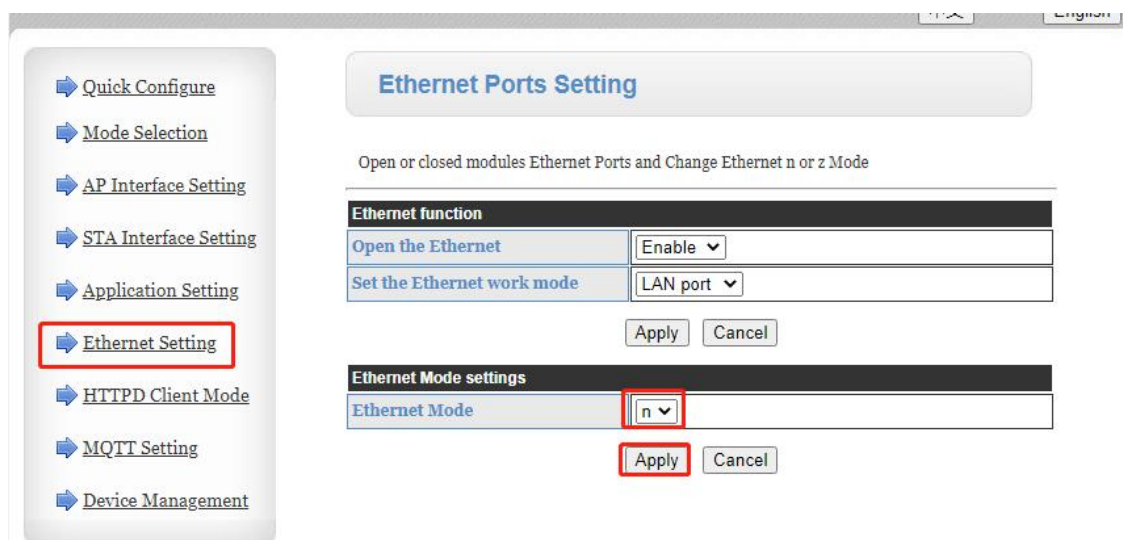 中文
English
Quick Configure
Mode Selection
AP Interface Setting
STA Interface Setting
Application Setting
Ethernet Setting
HTTPD Client Mode
MQTT Setting
Device Management
Ethernet Ports Setting
Open or closed modules Ethernet Ports and Change Ethernet n or z Mode
Ethernet function
Open the Ethernet Enable
Set the Ethernet work mode LAN port
Apply Cancel
Ethernet Mode settings
Ethernet Mode n
Apply Cancel